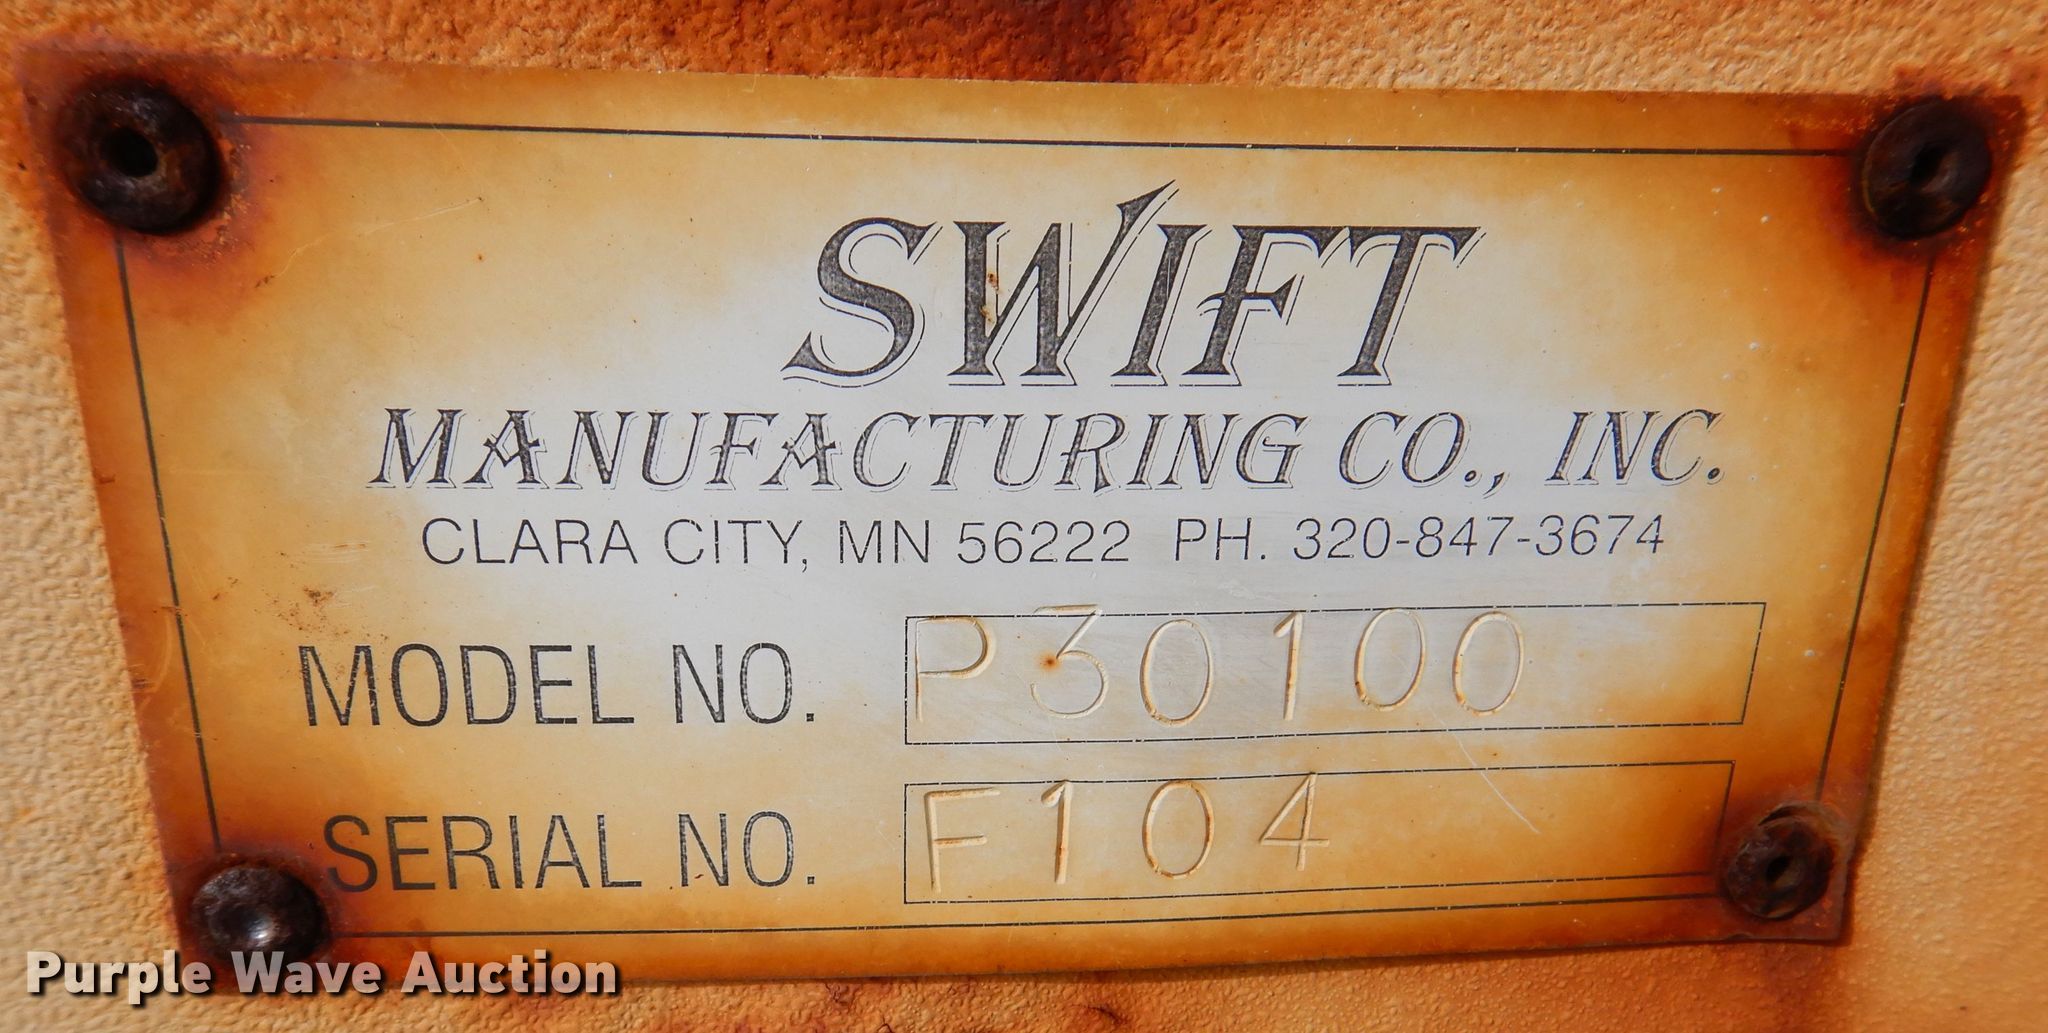 SWIFT
MANUFACTURING CO., INC.
CLARA CITY, MN 56222 PH. 320-847-3674
MODEL NO. P30100
SERIAL NO. F104
Purple Wave Auction